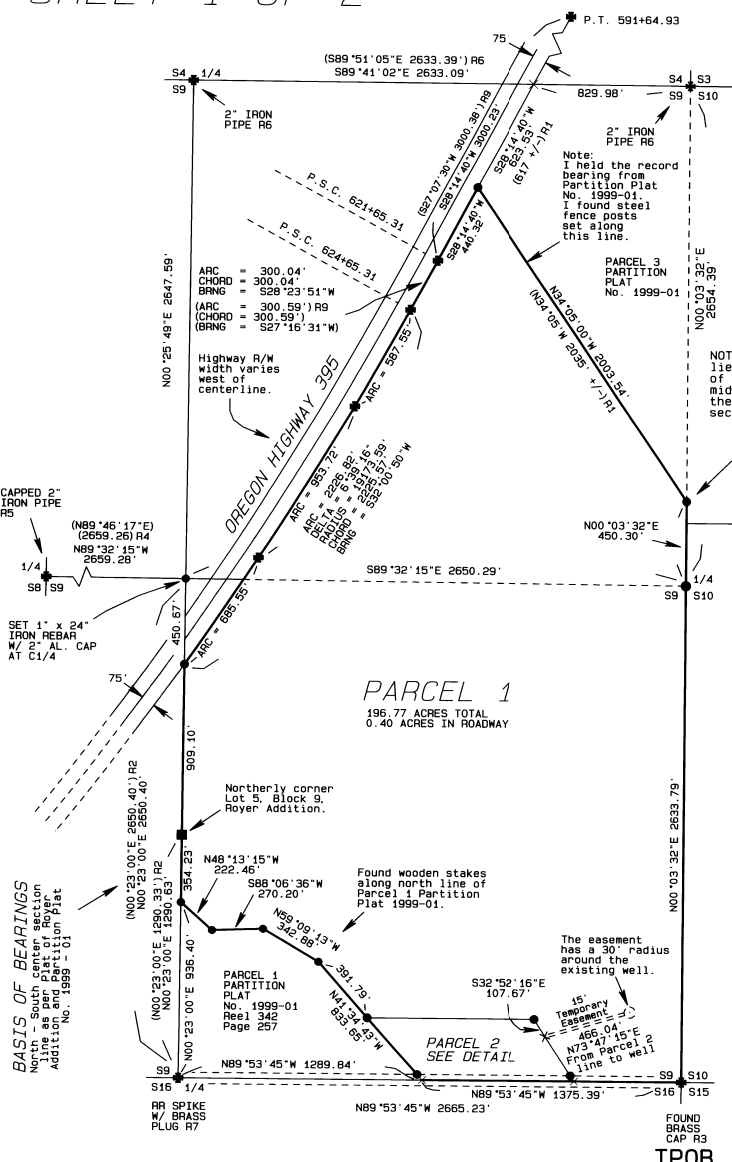 SHEET 1 OF 2
P.T. 591+64.93
75'
(S89°51'05"E 2633.39')R6
S89°41'02"E 2633.09'
S4 1/4
S9
829.98'
S4 S3
S9 S10
2" IRON
PIPE R6
2" IRON
PIPE R6
(S27°07'30"W 3000.38')R9
S28°14'40"W 3000.23'
S28°14'40"W
623.53'
(617 +/-)R1
Note:
I held the record
bearing from
Partition Plat
No. 1999-01.
I found steel
fence posts
set along
this line.
P.S.C. 621+65.31
P.S.C. 624+65.31
S28°14'40"W
440.32'
PARCEL 3
PARTITION
PLAT
No. 1999-01
N00°03'32"E
2654.39'
N00°25'49"E 2647.59'
ARC = 300.04'
CHORD = 300.04'
BRNG = S28°23'51"W
(ARC = 300.59')R9
(CHORD = 300.59')
(BRNG = S27°16'31"W)
N34°05'00"W 2003.54'
(N34°05'W 2035' +/-)R1
Highway R/W
width varies
west of
centerline.
OREGON HIGHWAY 395
ARC = 587.55'
NOT
lie
of
mid
the
sec
ARC = 953.72'
ARC = 2226.82'
DELTA = 6°39'16"
RADIUS = 19173.59'
CHORD = 2225.57'
BRNG = S32°00'50"W
CAPPED 2"
IRON PIPE
R5
(N89°46'17"E)
(2659.26)R4
N89°32'15"W
2659.28'
1/4
S8 S9
N00°03'32"E
450.30'
S89°32'15"E 2650.29'
1/4
S9 S10
SET 1" x 24"
IRON REBAR
W/ 2" AL. CAP
AT C1/4
450.67'
ARC = 685.55'
75'
PARCEL 1
196.77 ACRES TOTAL
0.40 ACRES IN ROADWAY
909.10'
Northerly corner
Lot 5, Block 9,
Royer Addition.
(N00°23'00"E 2650.40')R2
N00°23'00"E 2650.40'
N00°03'32"E 2633.79'
354.23'
N48°13'15"W
222.46'
S88°06'36"W
270.20'
Found wooden stakes
along north line of
Parcel 1 Partition
Plat 1999-01.
N59°09'13"W
342.88'
BASIS OF BEARINGS
North - South center section
line as per Plat of Royer
Addition and Partition Plat
No. 1999 - 01
(N00°23'00"E 1290.33')R2
N00°23'00"E 1290.63'
N00°23'00"E 936.40'
PARCEL 1
PARTITION
PLAT
No. 1999-01
Reel 342
Page 257
391.79'
N41°34'43"W
833.65'
The easement
has a 30' radius
around the
existing well.
S32°52'16"E
107.67'
15'
Temporary
Easement
466.04'
N73°47'15"E
From Parcel 2
line to well
PARCEL 2
SEE DETAIL
N89°53'45"W 1289.84'
S9
S16 1/4
S9 S10
S16 S15
N89°53'45"W 1375.39'
N89°53'45"W 2665.23'
RR SPIKE
W/ BRASS
PLUG R7
FOUND
BRASS
CAP R3
TPOB